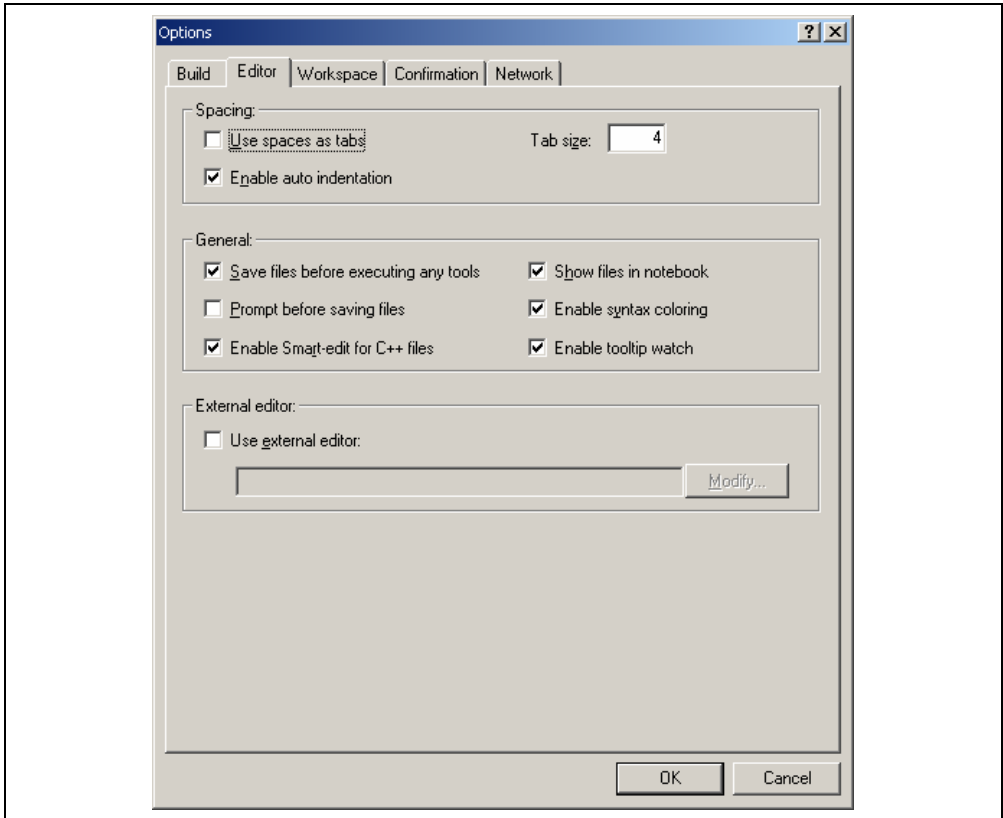 Options
Build Editor Workspace Confirmation Network
Spacing:
Use spaces as tabs Tab size: 4
Enable auto indentation
General:
Save files before executing any tools Show files in notebook
Prompt before saving files Enable syntax coloring
Enable Smart-edit for C++ files Enable tooltip watch
External editor:
Use external editor:
Modify...
OK Cancel